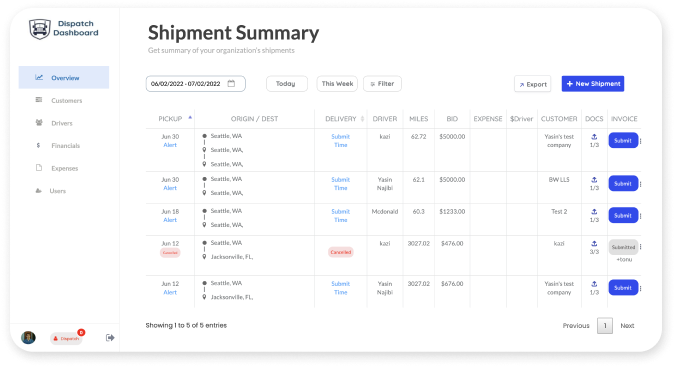 Dispatch
Dashboard
Overview
Customers
Drivers
Financials
Expenses
Users
0
Dispatch
Shipment Summary
Get summary of your organization's shipments
06/02/2022 - 07/02/2022
Today
This Week
Filter
Export
+ New Shipment
PICKUP ORIGIN / DEST DELIVERY DRIVER MILES BID EXPENSE $Driver CUSTOMER DOCS INVOICE
Jun 30 Seattle, WA Submit kazi 62.72 $5000.00 Yasin's test Submit
Alert Seattle, WA, Time company 1/3
Seattle, WA,
Jun 30 Seattle, WA Submit Yasin 62.1 $5000.00 BW LLS Submit
Alert Seattle, WA, Time Najibi 1/3
Jun 18 Seattle, WA Submit Mcdonald 60.3 $1233.00 Test 2 Submit
Alert Seattle, WA, Time 1/3
Jun 12 Seattle, WA Cancelled kazi 3027.02 $476.00 kazi Submitted
Cancelled Jacksonville, FL, 3/3 +tonu
Jun 12 Seattle, WA Submit Yasin 3027.02 $676.00 Yasin's test Submit
Alert Jacksonville, FL, Time Najibi company 1/3
Showing 1 to 5 of 5 entries
Previous 1 Next